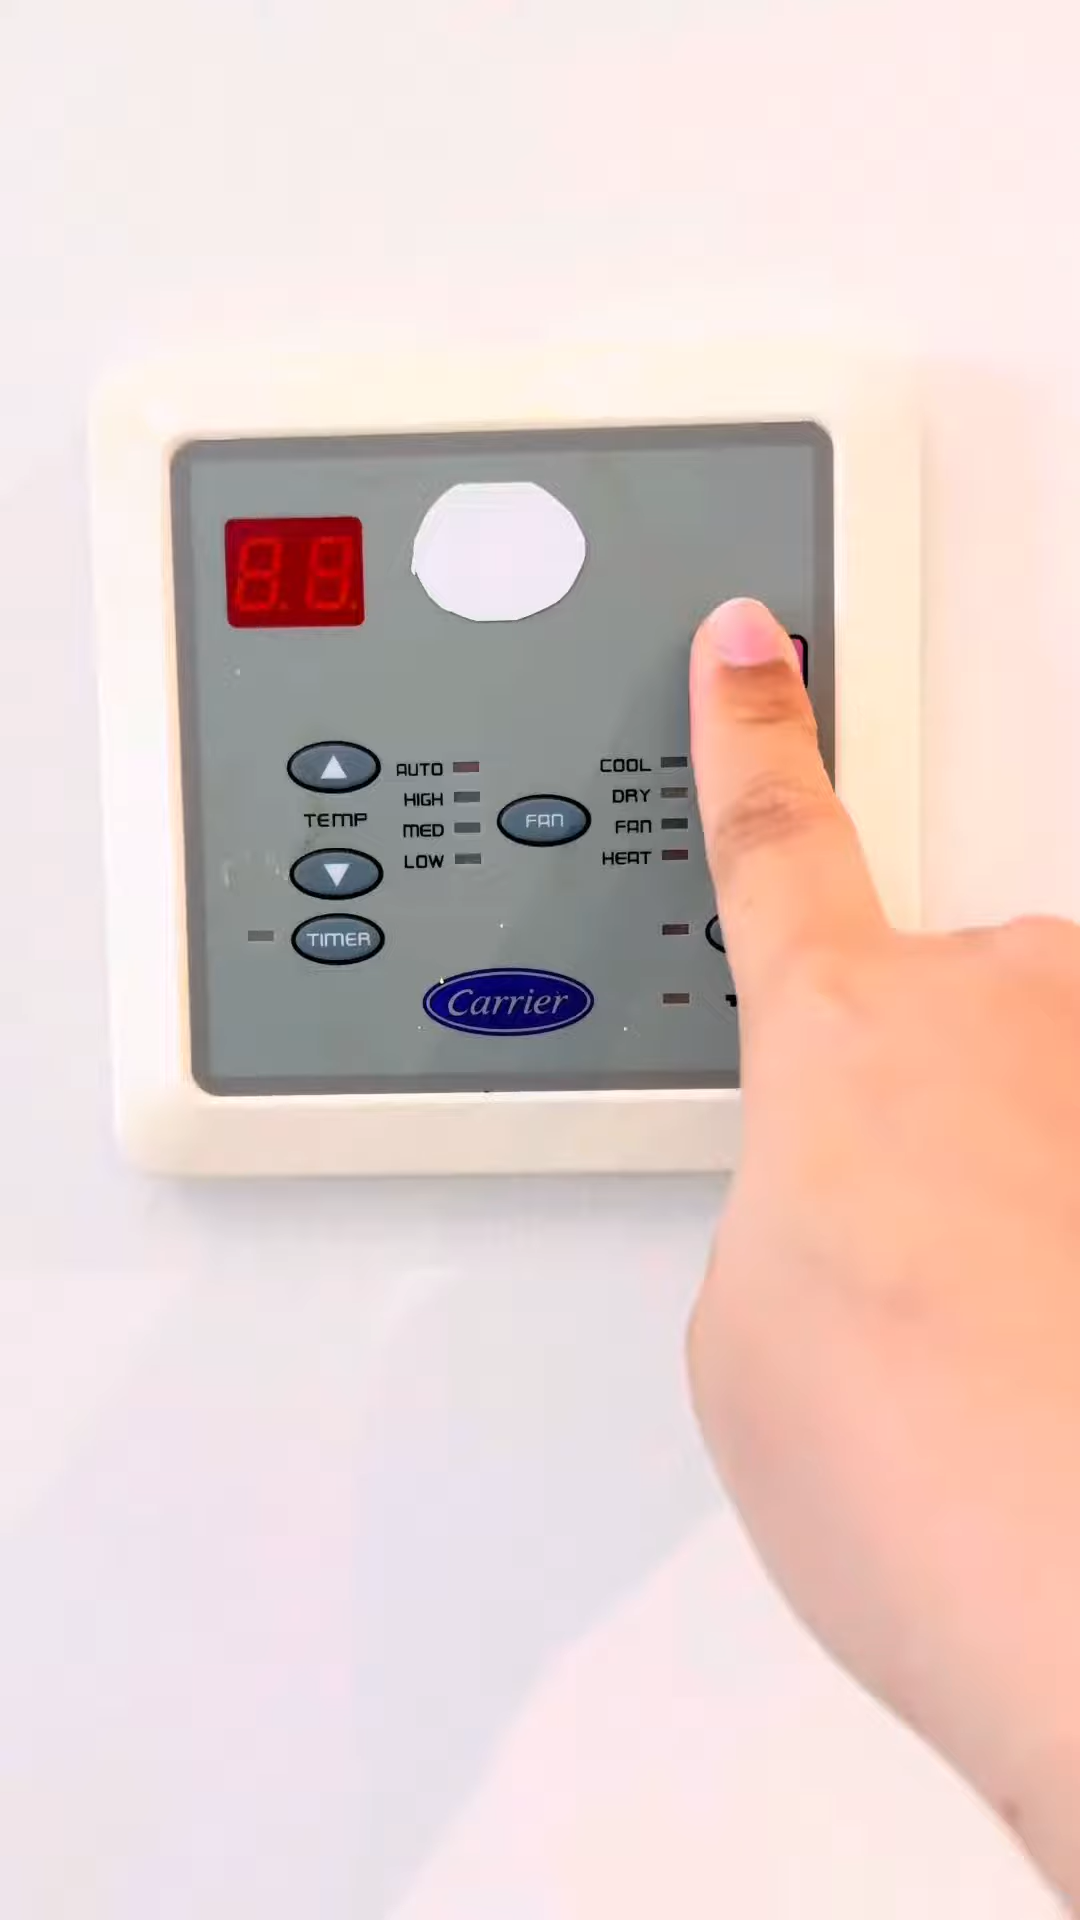 8.8.
AUTO
HIGH
MED
LOW
TEMP
FAN
COOL
DRY
FAN
HEAT
TIMER
Carrier